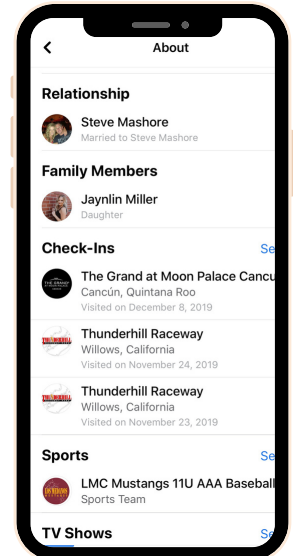 About
Relationship
Steve Mashore
Married to Steve Mashore
Family Members
Jaynlin Miller
Daughter
Check-Ins
Se
The Grand at Moon Palace Cancu
Cancún, Quintana Roo
Visited on December 8, 2019
Thunderhill Raceway
Willows, California
Visited on November 24, 2019
Thunderhill Raceway
Willows, California
Visited on November 23, 2019
Sports
Se
LMC Mustangs 11U AAA Baseball
Sports Team
TV Shows
Se